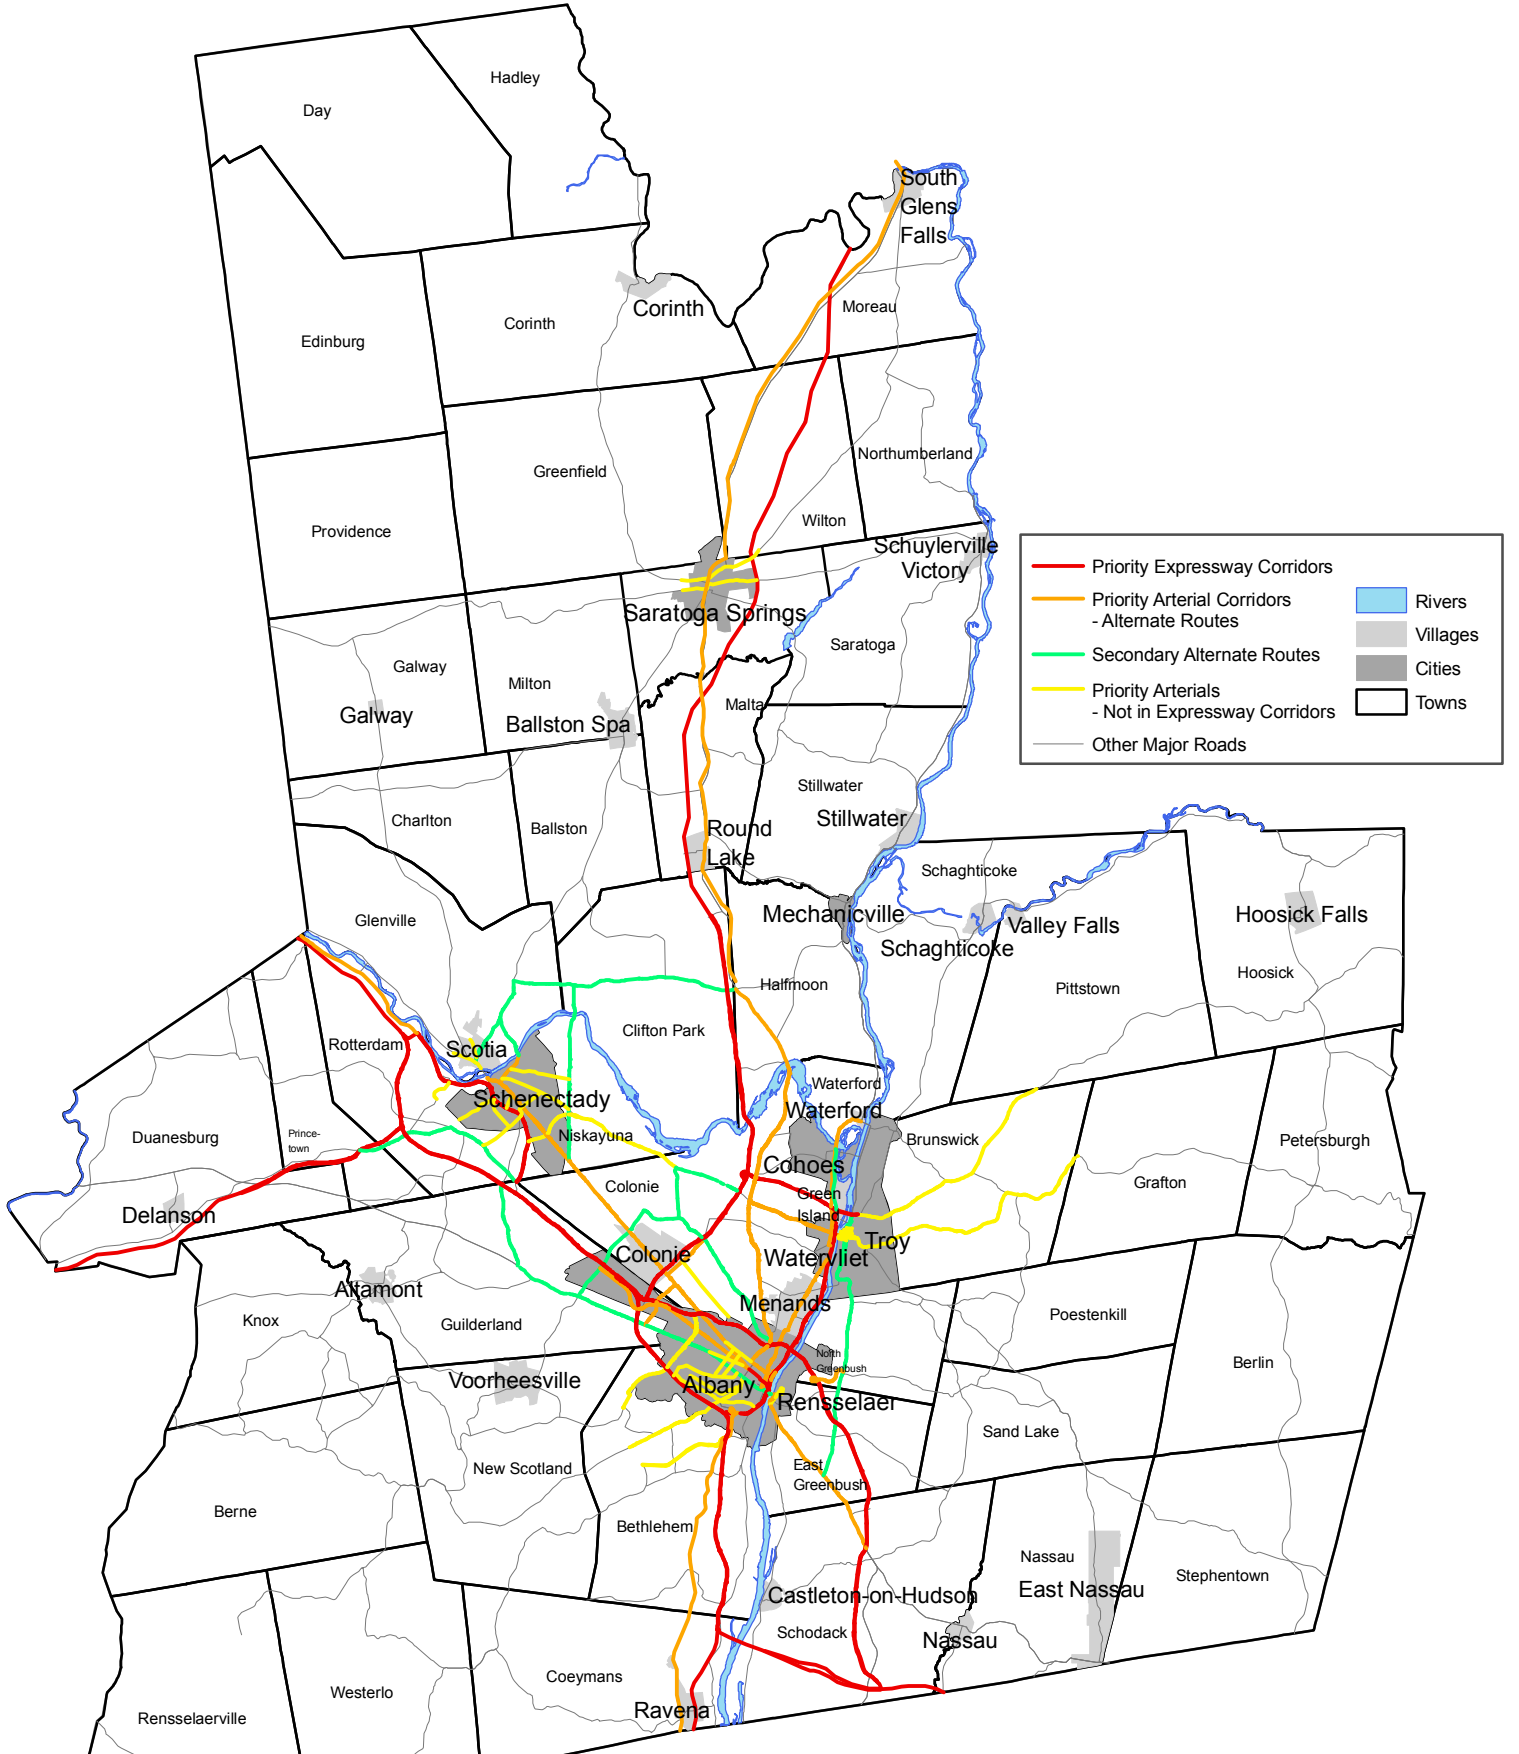 Hadley
Day
South
Glens
Falls
Moreau
Corinth
Corinth
Edinburg
Northumberland
Greenfield
Wilton
Providence
Schuylerville
Victory
Saratoga Springs
Saratoga
Galway
Milton
Galway
Ballston Spa
Malta
Stillwater
Stillwater
Charlton
Ballston
Round
Lake
Priority Expressway Corridors
Priority Arterial Corridors
- Alternate Routes
Secondary Alternate Routes
Priority Arterials
- Not in Expressway Corridors
Other Major Roads
Rivers
Villages
Cities
Towns
Schaghticoke
Mechanicville
Valley Falls
Hoosick Falls
Schaghticoke
Glenville
Halfmoon
Pittstown
Hoosick
Clifton Park
Rotterdam
Scotia
Waterford
Waterford
Schenectady
Niskayuna
Duanesburg
Prince-
town
Brunswick
Petersburgh
Cohoes
Colonie
Green
Island
Grafton
Delanson
Colonie
Troy
Watervliet
Altamont
Menands
Knox
Guilderland
Poestenkill
North
Greenbush
Berlin
Voorheesville
Albany
Rensselaer
Sand Lake
New Scotland
East
Greenbush
Berne
Bethlehem
Nassau
East Nassau
Stephentown
Castleton-on-Hudson
Schodack
Nassau
Coeymans
Westerlo
Ravena
Rensselaerville